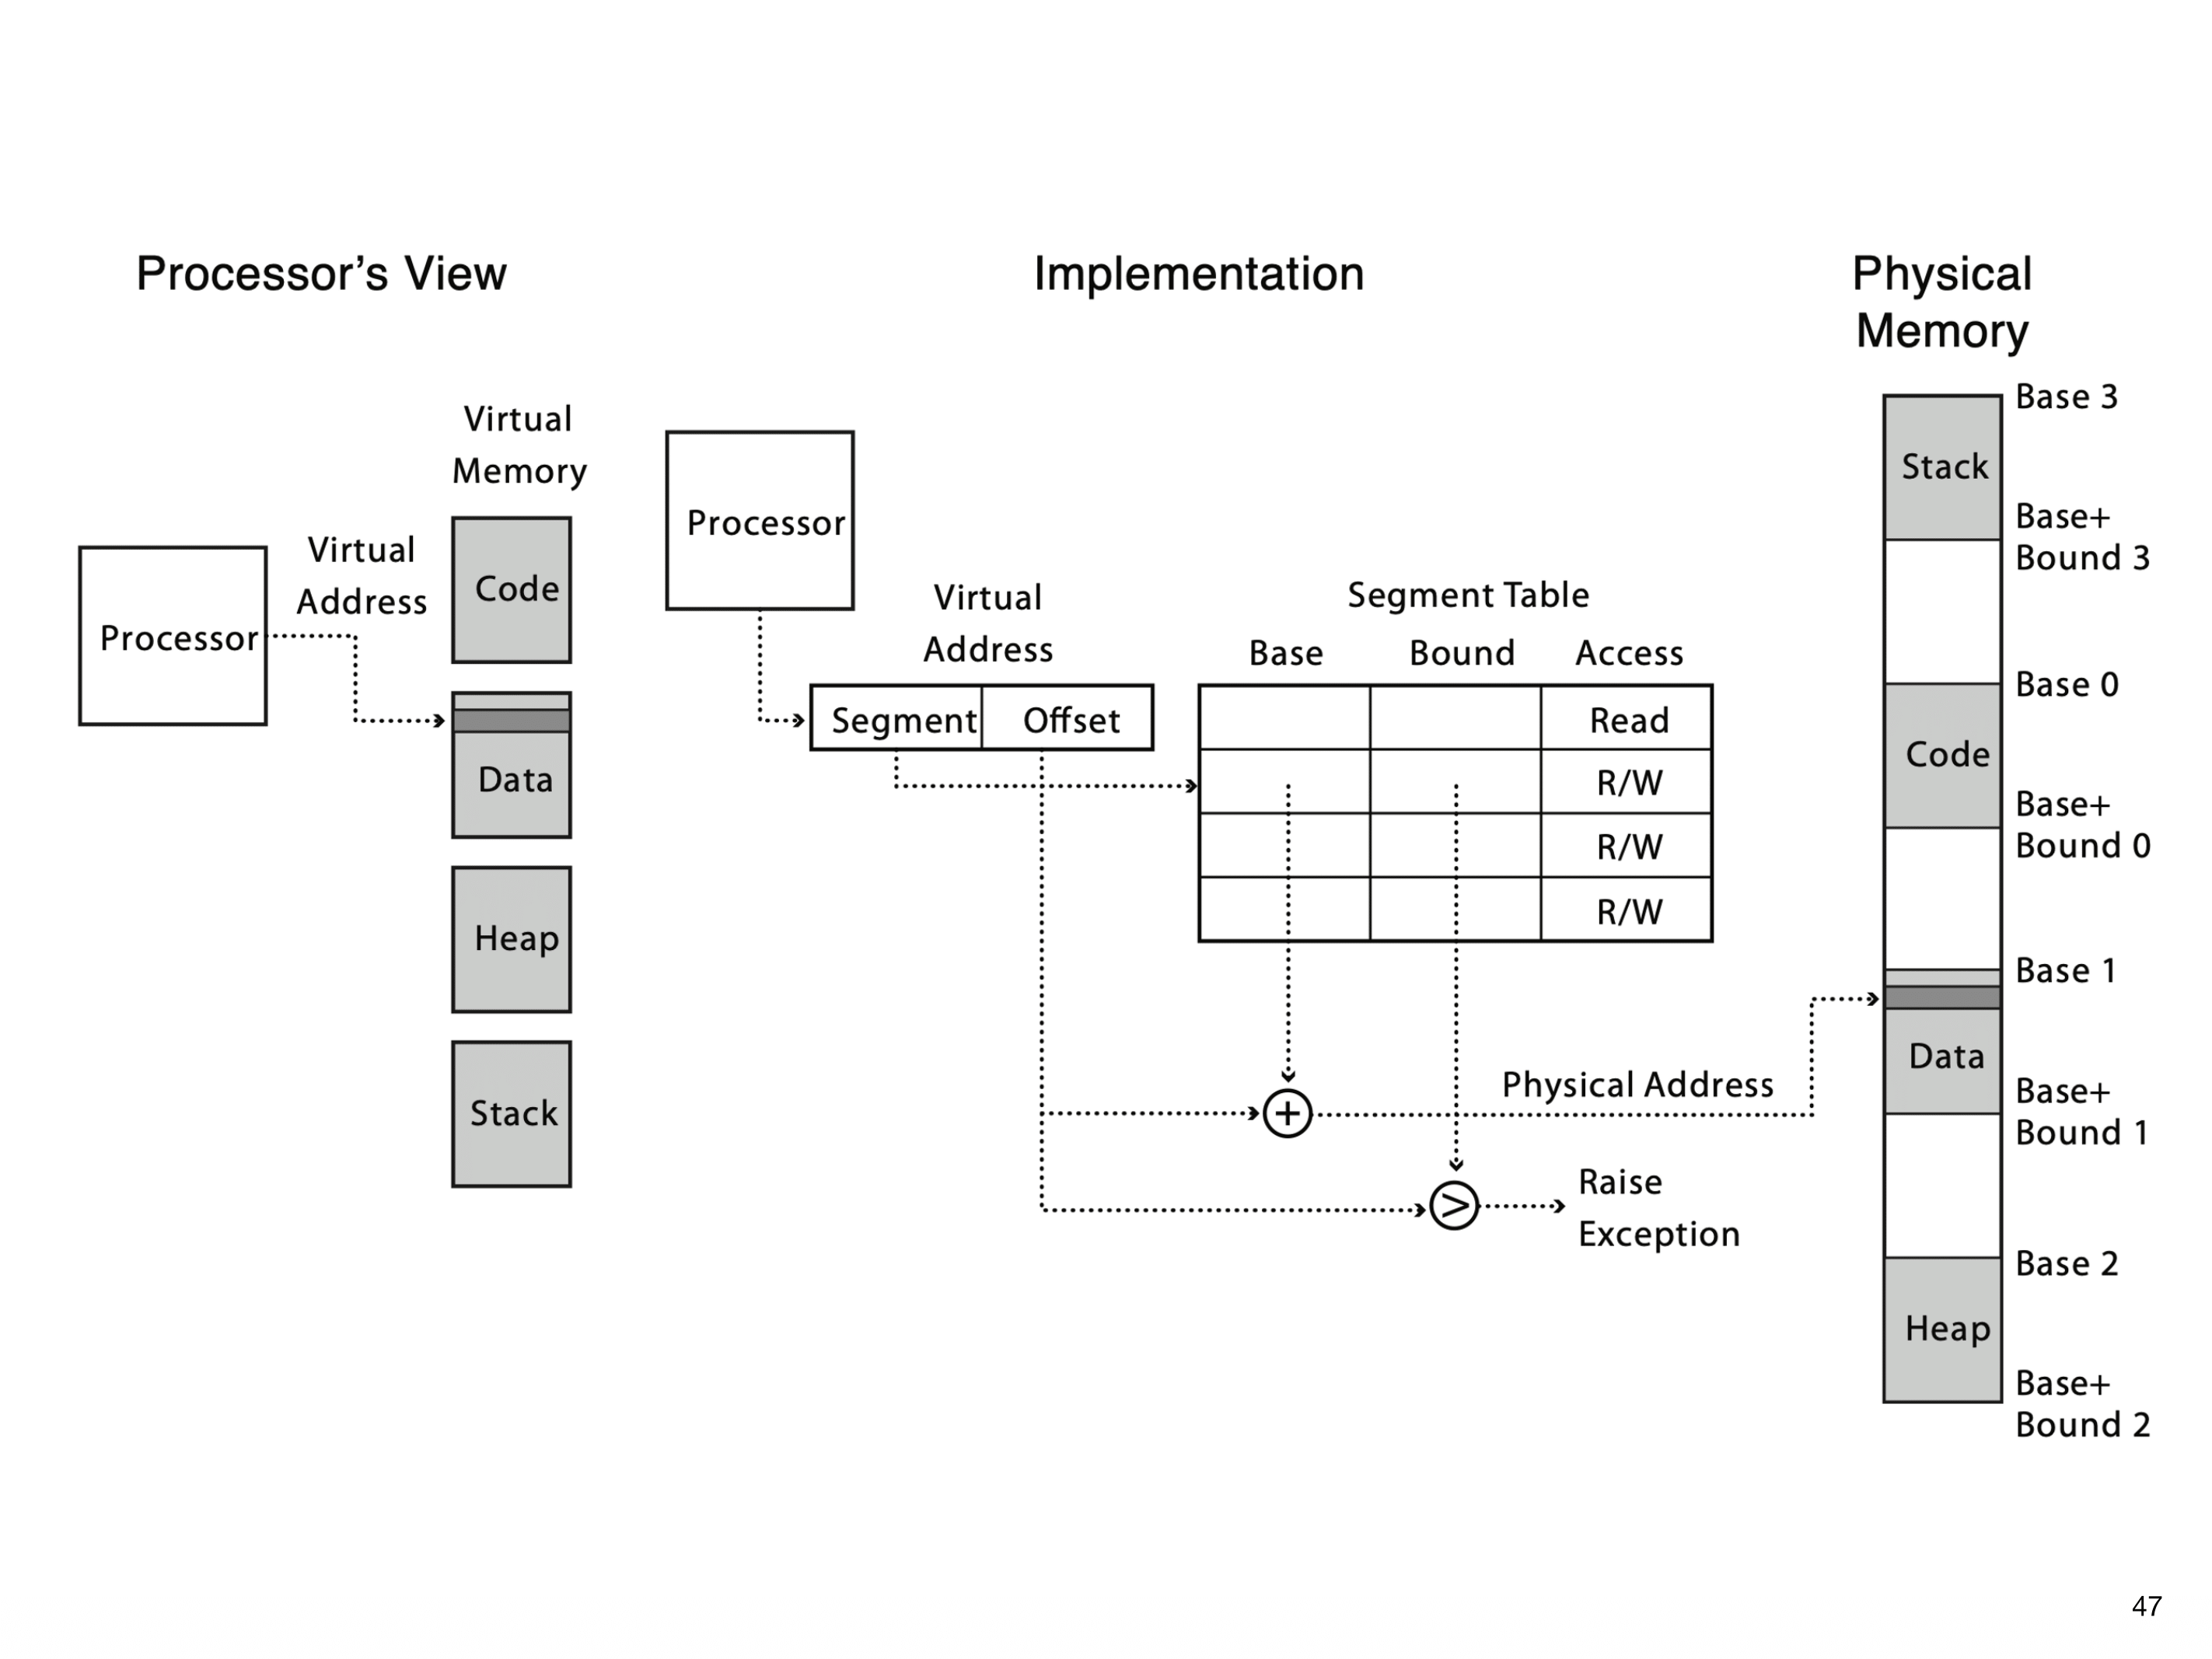 Processor's View
Implementation
Physical
Memory
Virtual
Memory
Virtual
Address
Processor
Code
Data
Heap
Stack
Processor
Virtual
Address
Segment Offset
Segment Table
Base Bound Access
Read
R/W
R/W
R/W
+
>
Physical Address
Raise
Exception
Base 3
Stack
Base+
Bound 3
Base 0
Code
Base+
Bound 0
Base 1
Data
Base+
Bound 1
Base 2
Heap
Base+
Bound 2
47